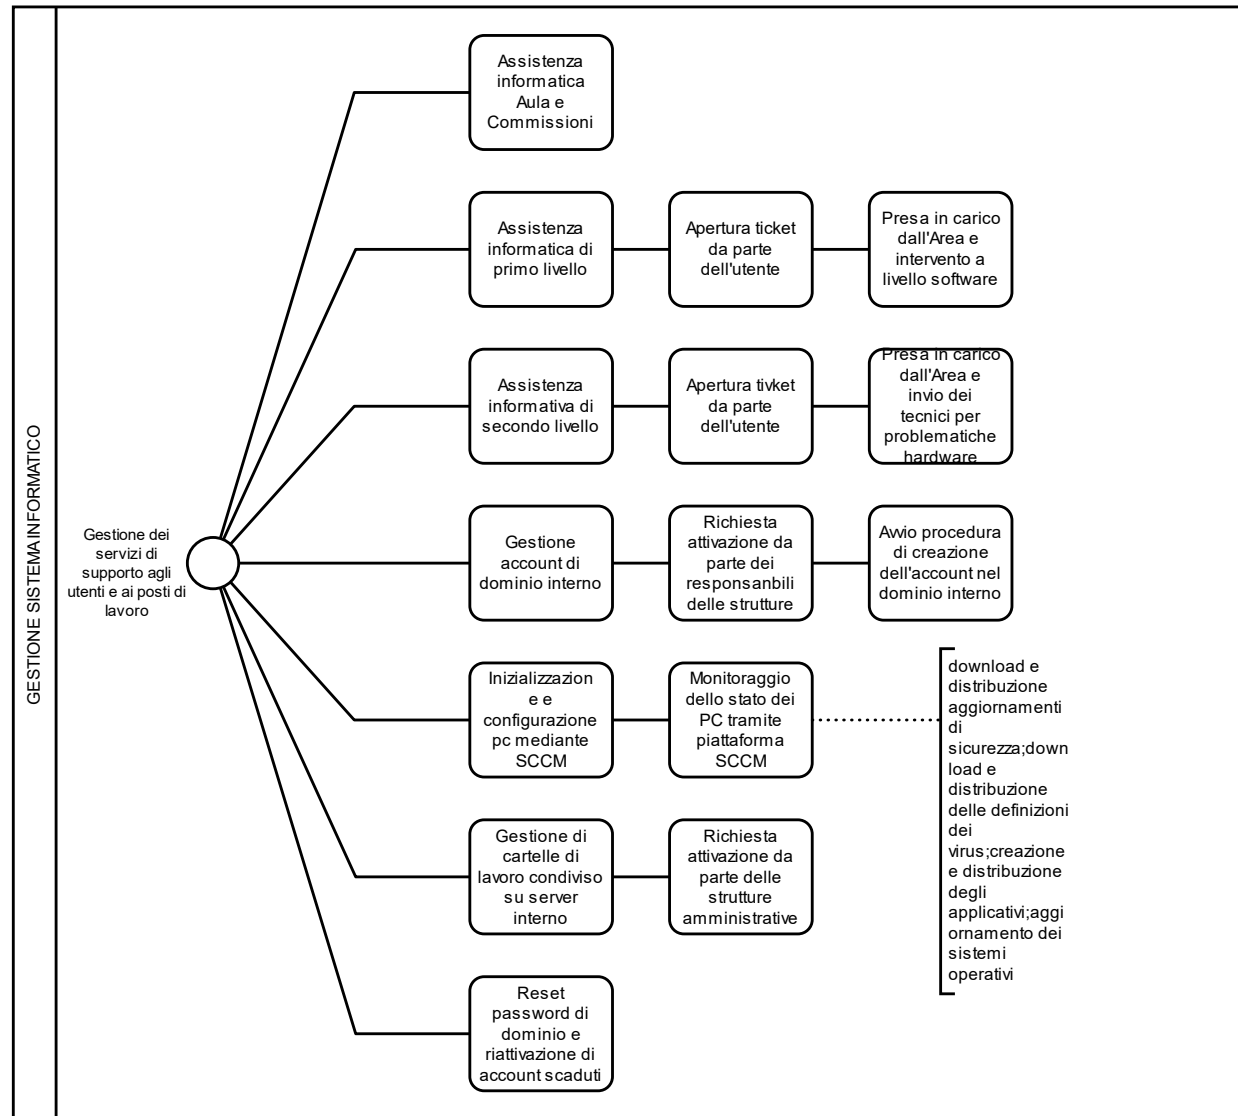 GESTIONE SISTEMA INFORMATICO
Gestione dei
servizi di
supporto agli
utenti e ai posti di
lavoro
Assistenza
informatica
Aula e
Commissioni
Assistenza
informatica di
primo livello
Apertura ticket
da parte
dell'utente
Presa in carico
dall'Area e
intervento a
livello software
Assistenza
informativa di
secondo livello
Apertura tivket
da parte
dell'utente
Presa in carico
dall'Area e
invio dei
tecnici per
problematiche
hardware
Gestione
account di
dominio interno
Richiesta
attivazione da
parte dei
responsanbili
delle strutture
Avvio procedura
di creazione
dell'account nel
dominio interno
Inizializzazion
e e
configurazione
pc mediante
SCCM
Monitoraggio
dello stato dei
PC tramite
piattaforma
SCCM
download e
distribuzione
aggiornamenti
di
sicurezza;down
load e
distribuzione
delle definizioni
dei
virus;creazione
e distribuzione
degli
applicativi;aggi
ornamento dei
sistemi
operativi
Gestione di
cartelle di
lavoro condiviso
su server
interno
Richiesta
attivazione da
parte delle
strutture
amministrative
Reset
password di
dominio e
riattivazione di
account scaduti